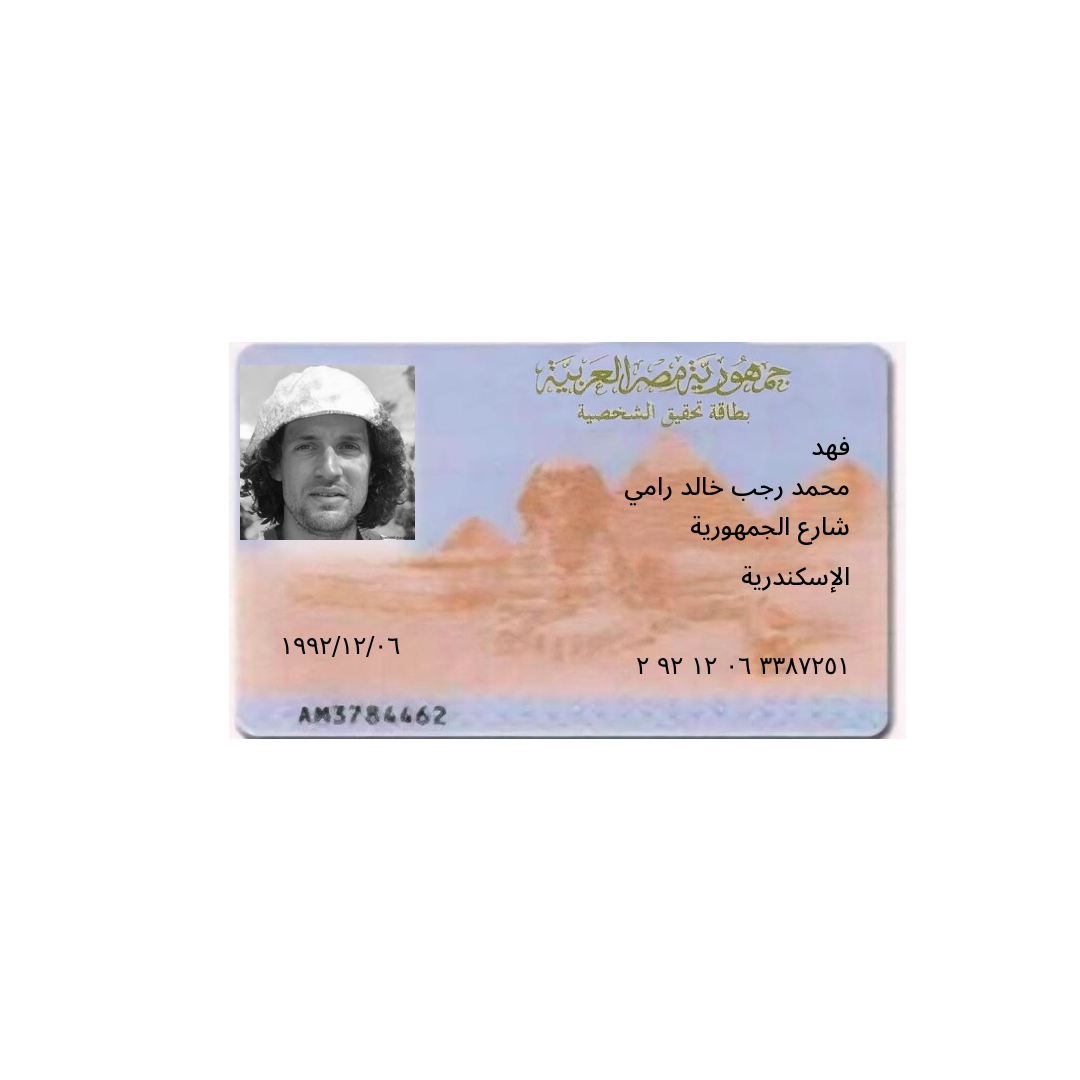 جمهورية مصر العربية
بطاقة تحقيق الشخصية
فهد
محمد رجب خالد رامي
شارع الجمهورية
الإسكندرية
١٩٩٢/١٢/٠٦
٢ ٩٢ ١٢ ٠٦ ٣٣٨٧٢٥١
AM3784462